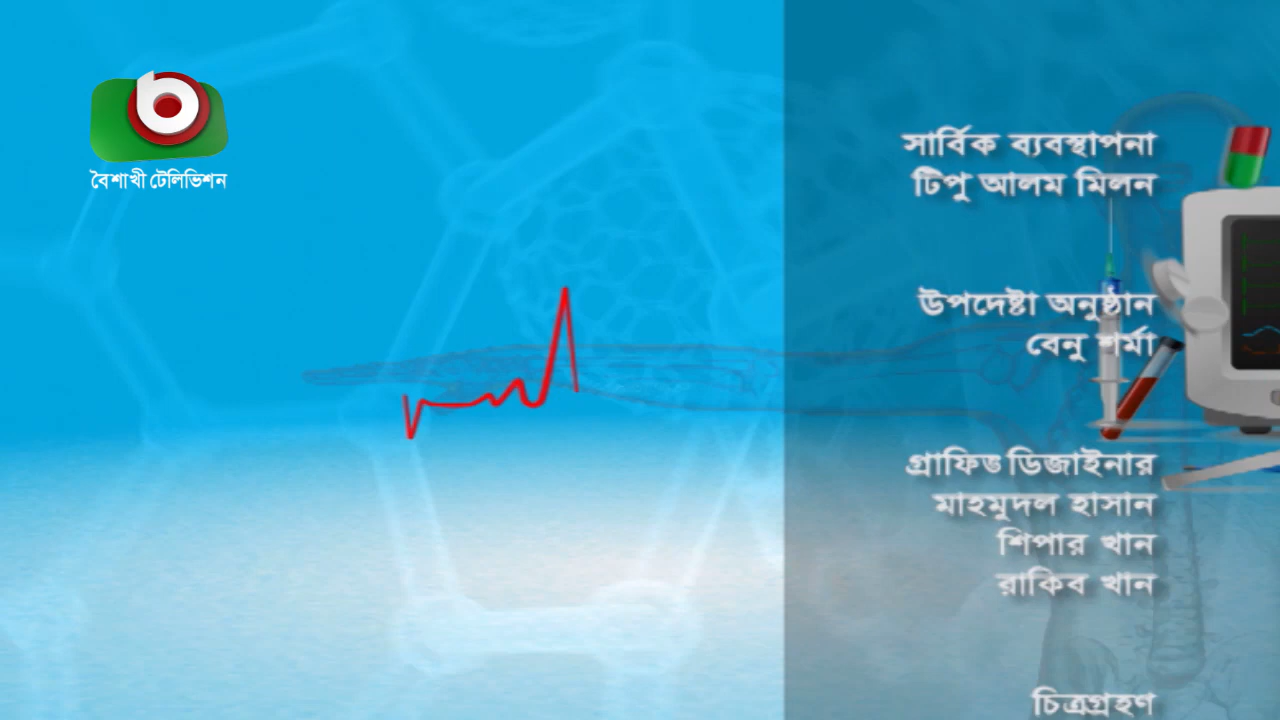 বৈশাখী টেলিভিশন
সার্বিক ব্যবস্থাপনা
টিপু আলম মিলন
উপদেষ্টা অনুষ্ঠান
বেনু শর্মা
গ্রাফিক্স ডিজাইনার
মাহমুদল হাসান
শিপার খান
রাকিব খান
চিত্রগ্রহণ